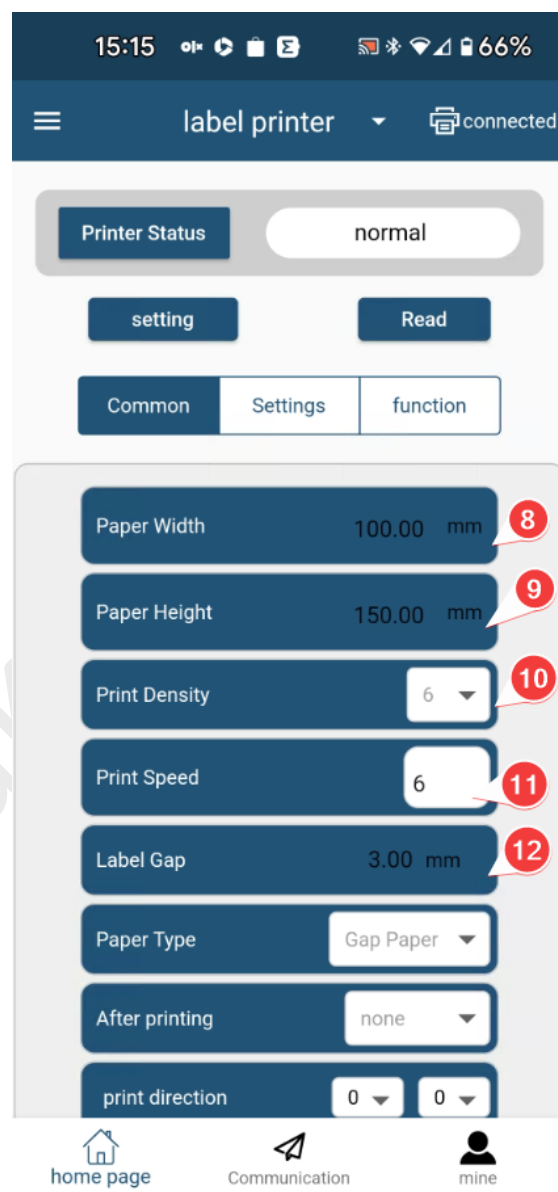 15:15 66%
label printer connected
Printer Status normal
setting Read
Common Settings function
Paper Width 100.00 mm 8
Paper Height 150.00 mm 9
Print Density 6 10
Print Speed 6 11
Label Gap 3.00 mm 12
Paper Type Gap Paper
After printing none
print direction 0 0
home page Communication mine